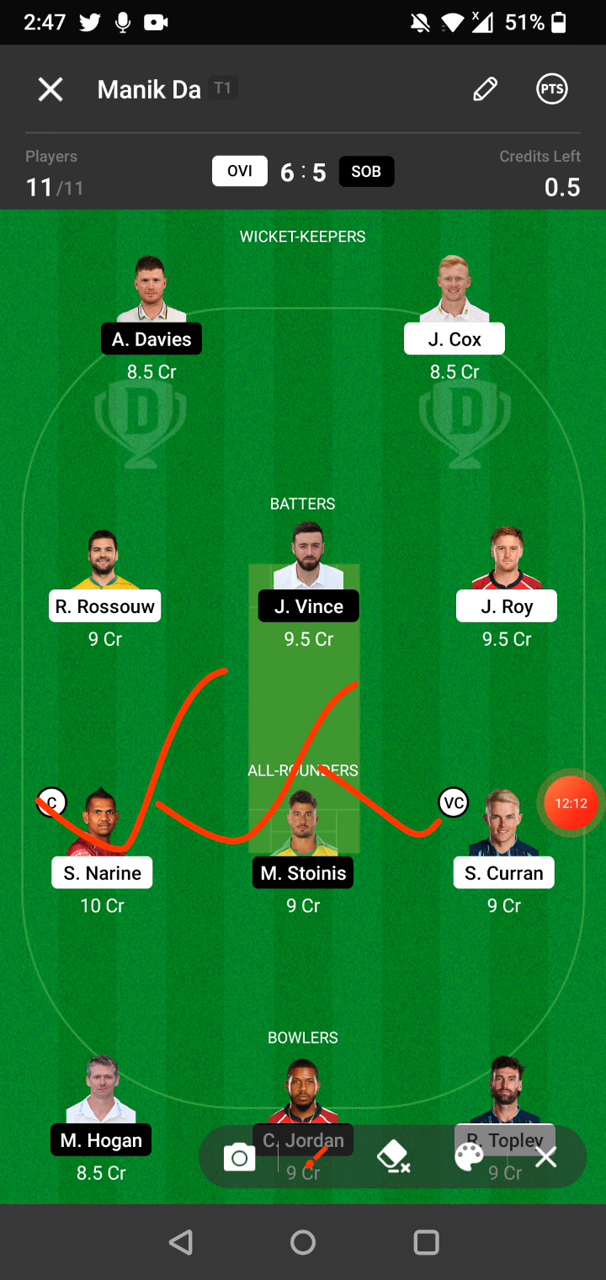 2:47 51%
Manik Da T1 PTS
Players Credits Left
11/11 OVI 6 : 5 SOB 0.5
WICKET-KEEPERS
A. Davies J. Cox
8.5 Cr 8.5 Cr
D D
BATTERS
R. Rossouw J. Vince J. Roy
9 Cr 9.5 Cr 9.5 Cr
ALL-ROUNDERS
C VC 12:12
S. Narine M. Stoinis S. Curran
10 Cr 9 Cr 9 Cr
BOWLERS
M. Hogan C. Jordan R. Topley
8.5 Cr 9 Cr 9 Cr